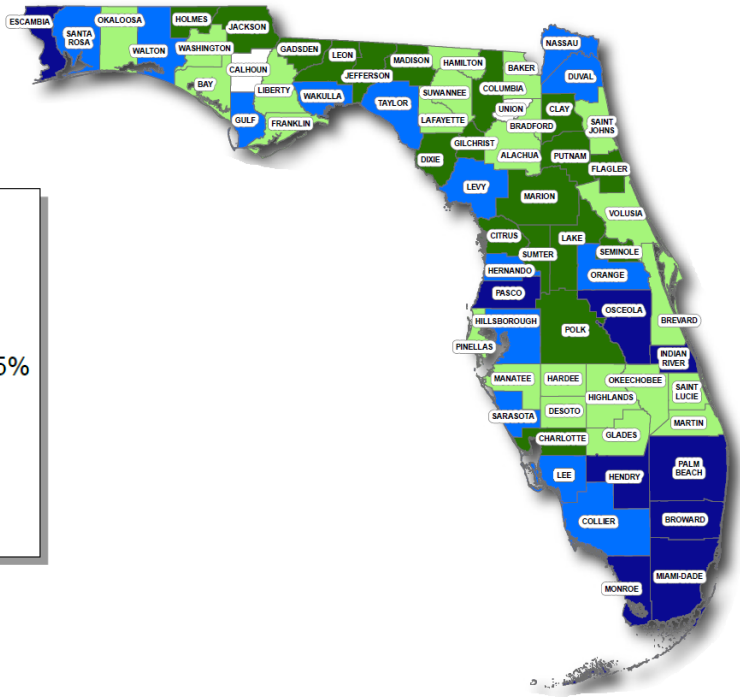 ESCAMBIA
SANTA
ROSA
OKALOOSA
WALTON
HOLMES
WASHINGTON
BAY
JACKSON
CALHOUN
GULF
GADSDEN
LIBERTY
FRANKLIN
LEON
WAKULLA
JEFFERSON
MADISON
TAYLOR
HAMILTON
SUWANNEE
LAFAYETTE
DIXIE
COLUMBIA
GILCHRIST
BAKER
UNION
BRADFORD
ALACHUA
LEVY
NASSAU
DUVAL
CLAY
SAINT
JOHNS
PUTNAM
FLAGLER
MARION
VOLUSIA
CITRUS
SUMTER
LAKE
SEMINOLE
HERNANDO
ORANGE
PASCO
OSCEOLA
BREVARD
HILLSBOROUGH
POLK
PINELLAS
INDIAN
RIVER
5%
MANATEE
HARDEE
OKEECHOBEE
HIGHLANDS
SAINT
LUCIE
SARASOTA
DESOTO
MARTIN
CHARLOTTE
GLADES
LEE
HENDRY
PALM
BEACH
COLLIER
BROWARD
MONROE
MIAMI-DADE